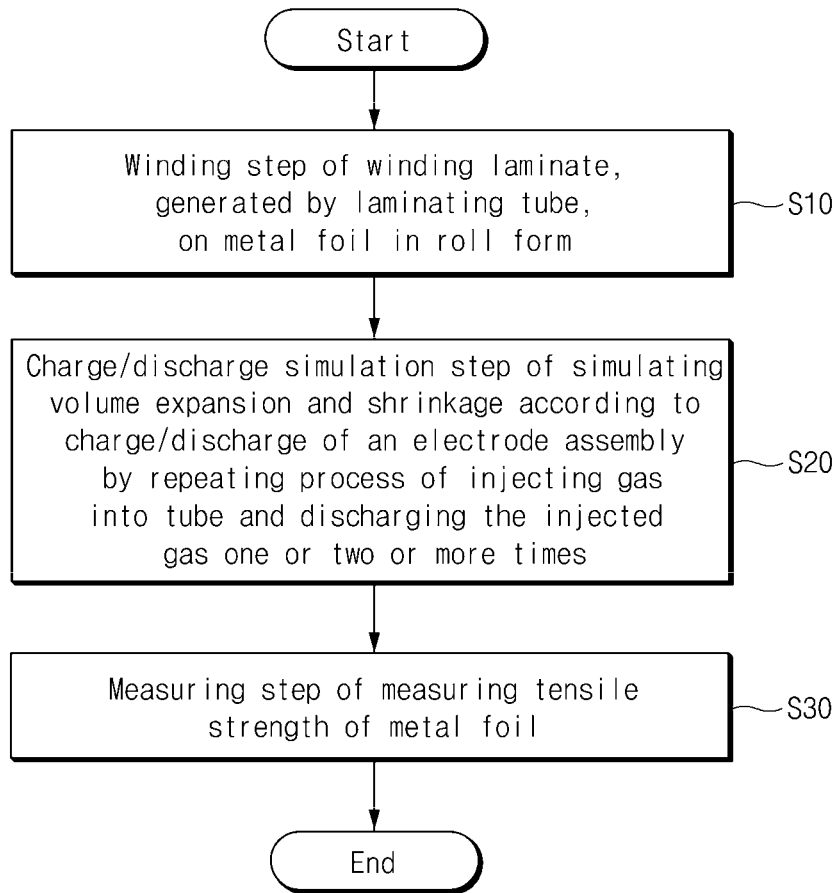 Start
Winding step of winding laminate,
generated by laminating tube,
on metal foil in roll form
S10
Charge/discharge simulation step of simulating
volume expansion and shrinkage according to
charge/discharge of an electrode assembly
by repeating process of injecting gas
into tube and discharging the injected
gas one or two or more times
S20
Measuring step of measuring tensile
strength of metal foil
S30
End